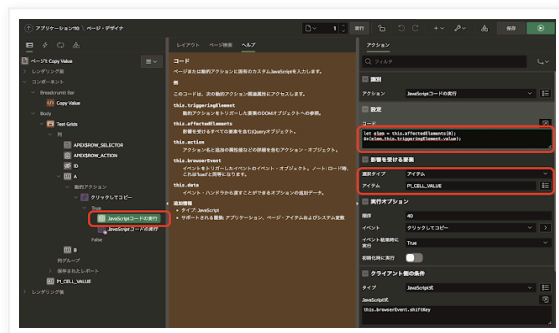 アプリケーション110 \ ページ・デザイナ
1
実行
保存
ページ1: Copy Value
レンダリング前
コンポーネント
Breadcrumb Bar
Copy Value
Body
Test Grids
列
APEX$ROW_SELECTOR
APEX$ROW_ACTION
ID
A
動的アクション
クリックしてコピー
True
JavaScriptコードの実行
JavaScriptコードの実行
False
B
列グループ
保存されたレポート
P1_CELL_VALUE
レンダリング後
レイアウト
ページ検索
ヘルプ
コード
ページまたは動的アクションに固有のカスタムJavaScriptを入力します。
例
このコードは、次の動的アクション関連属性にアクセスします。
this.triggeringElement
動的アクションをトリガーした要素のDOMオブジェクトへの参照。
this.affectedElements
影響を受けるすべての要素を含むjQueryオブジェクト。
this.action
アクション名と追加の属性値などの詳細を含むアクション・オブジェクト。
this.browserEvent
イベントをトリガーしたイベントのイベント・オブジェクト。ノート: ロード時、
これは'load'と同等になります。
this.data
イベント・ハンドラから渡すことができるオプションの追加データ。
追加情報
タイプ: JavaScript
サポートされる置換: アプリケーション、ページ・アイテムおよびシステム変数
アクション
フィルタ
識別
アクション
JavaScriptコードの実行
設定
コード
let elem = this.affectedElements[0];
$s(elem,this.triggeringElement.value);
影響を受ける要素
選択タイプ
アイテム
アイテム
P1_CELL_VALUE
実行オプション
順序
40
イベント
クリックしてコピー
イベント結果時に
実行
True
初期化時に実行
クライアント側の条件
タイプ
JavaScript式
JavaScript式
this.browserEvent.shiftKey